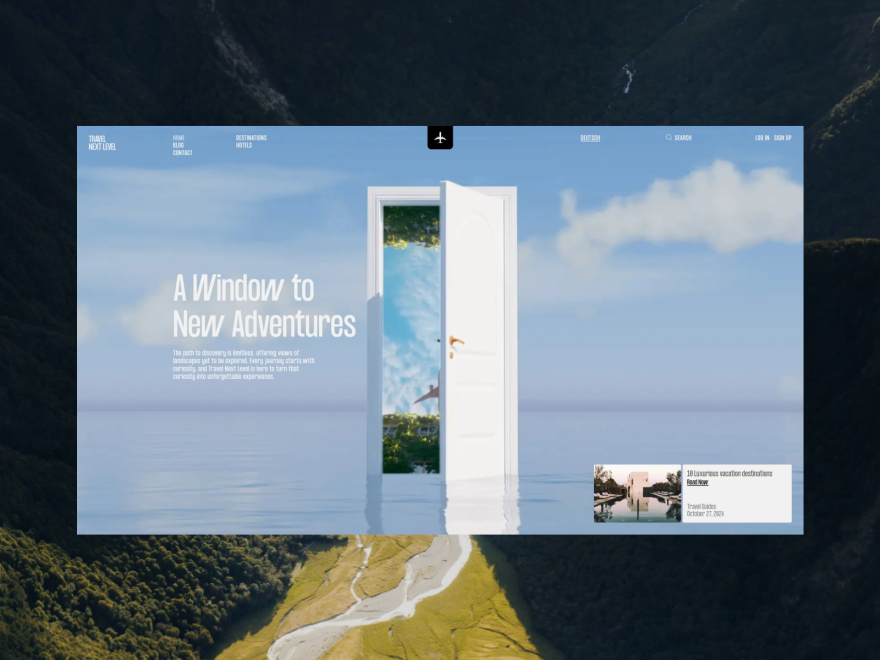 TRAVEL
NEXT LEVEL
HOME
BLOG
CONTACT
DESTINATIONS
HOTELS
DEUTSCH
SEARCH
LOG IN SIGN UP
A Window to
New Adventures
The path to discovery is limitless, offering views of
landscapes yet to be explored. Every journey starts with
curiosity, and Travel Next Level is here to turn that
curiosity into unforgettable experiences.
10 Luxurious vacation destinations
Read Now
Travel Guides
October 27, 2024